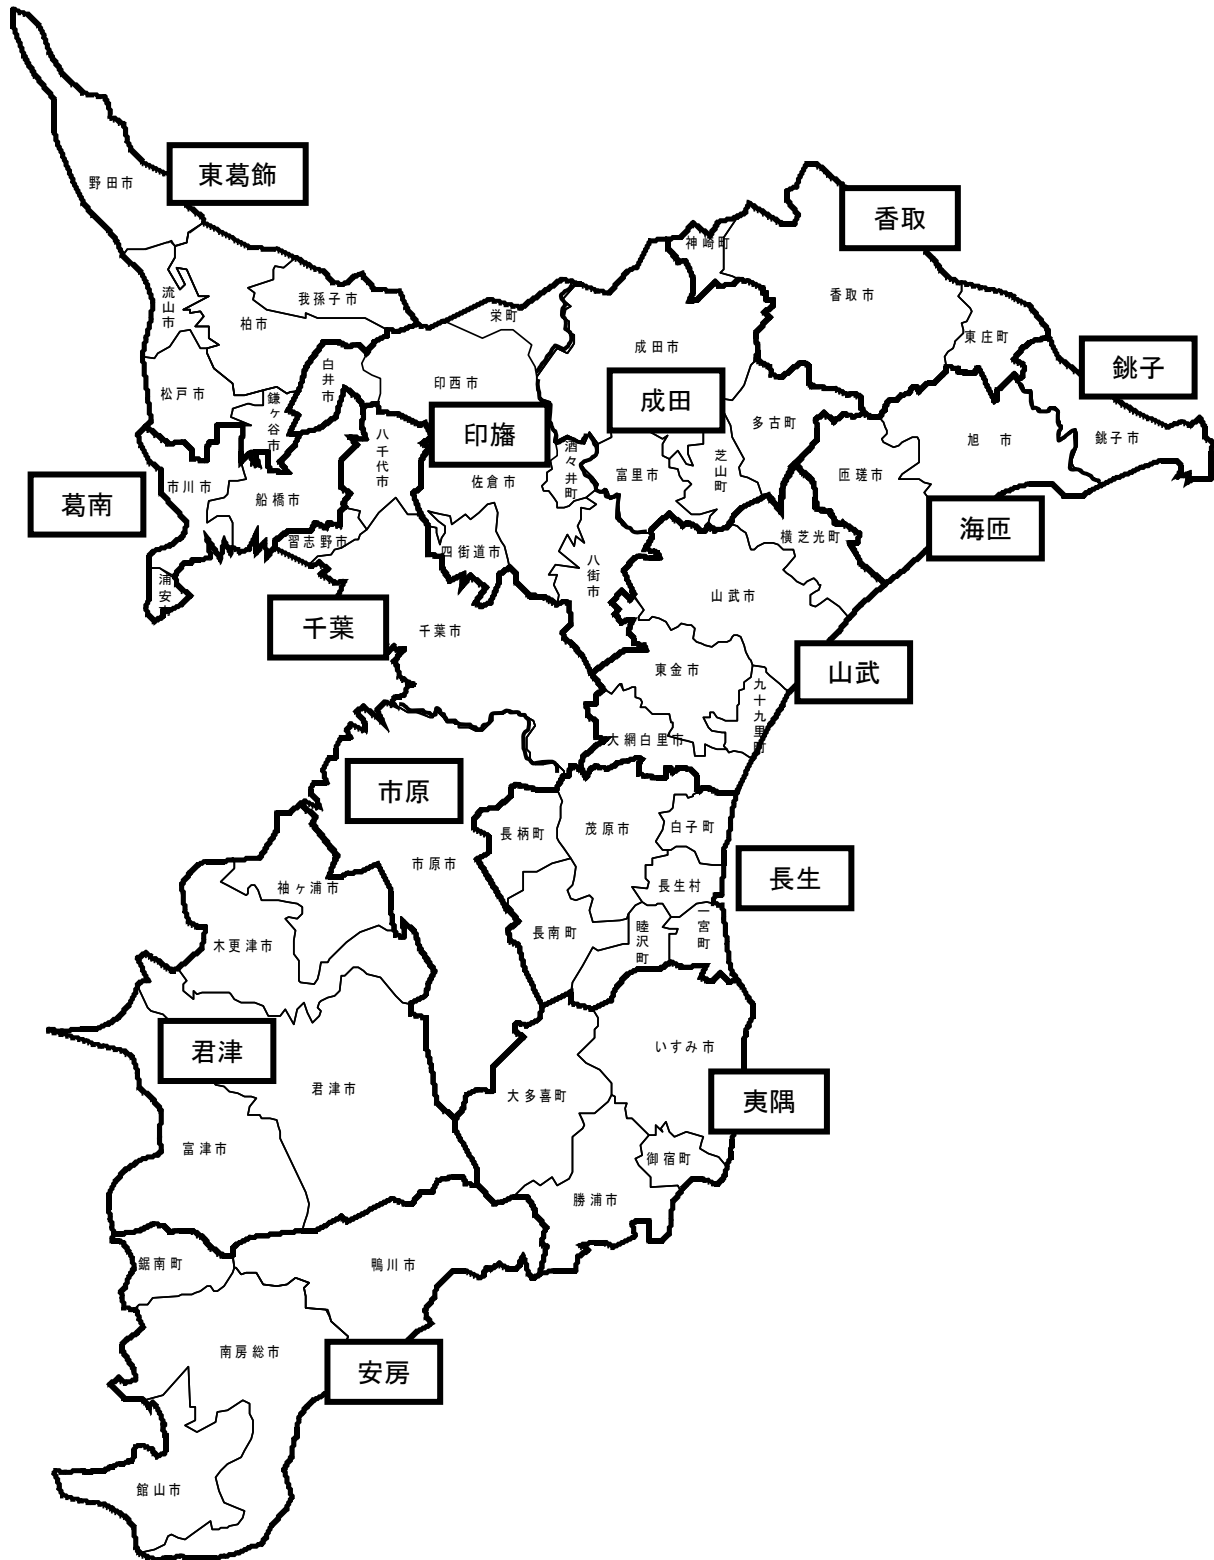 野田市
東葛飾
香取
神崎町
流山市
我孫子市
柏市
香取市
栄町
東庄町
成田市
銚子
松戸市
白井市
印西市
成田
鎌ヶ谷市
多古町
印旛
八千代市
旭市
銚子市
酒々井町
芝山町
富里市
佐倉市
匝瑳市
市川市
葛南
船橋市
海匝
習志野市
四街道市
横芝光町
八街市
浦安市
山武市
千葉
千葉市
東金市
山武
九十九里町
大網白里市
市原
長柄町
茂原市
白子町
市原市
長生
袖ヶ浦市
長生村
木更津市
長南町
睦沢町
一宮町
君津
いすみ市
君津市
大多喜町
夷隅
富津市
御宿町
勝浦市
鋸南町
鴨川市
南房総市
安房
館山市